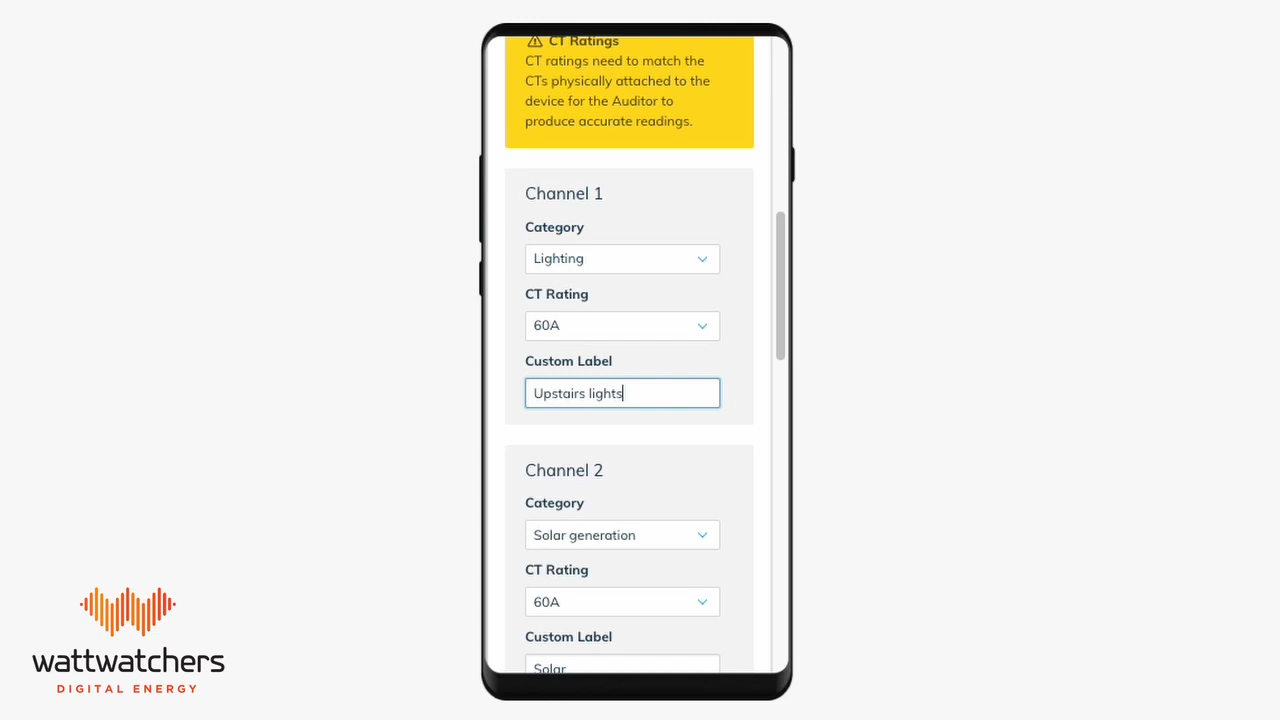 CT Ratings
CT ratings need to match the
CTs physically attached to the
device for the Auditor to
produce accurate readings.
Channel 1
Category
Lighting
CT Rating
60A
Custom Label
Upstairs lights
Channel 2
Category
Solar generation
CT Rating
60A
Custom Label
Solar
wattwatchers
DIGITAL ENERGY